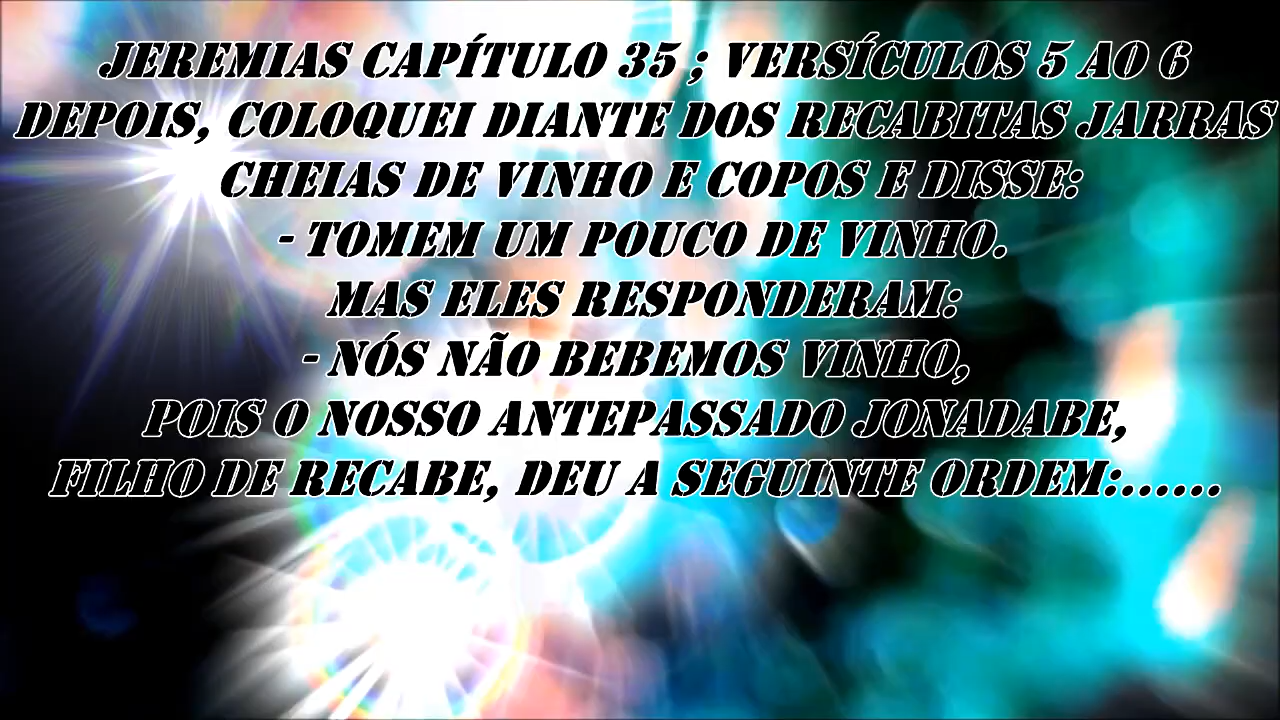 JEREMIAS CAPÍTULO 35 ; VERSÍCULOS 5 AO 6
DEPOIS, COLOQUEI DIANTE DOS RECABITAS JARRAS
CHEIAS DE VINHO E COPOS E DISSE:
- TOMEM UM POUCO DE VINHO.
MAS ELES RESPONDERAM:
- NÓS NÃO BEBEMOS VINHO,
POIS O NOSSO ANTEPASSADO JONADABE,
FILHO DE RECABE, DEU A SEGUINTE ORDEM:......